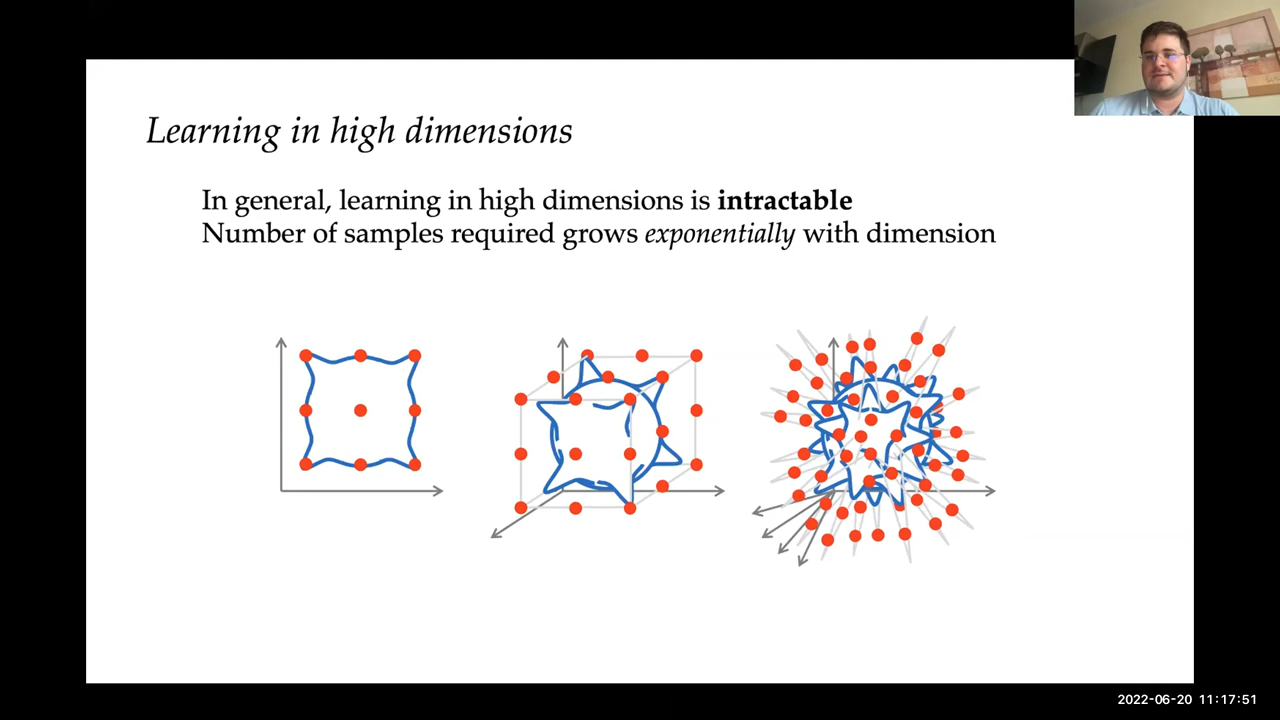 Learning in high dimensions
In general, learning in high dimensions is intractable
Number of samples required grows exponentially with dimension
2022-06-20 11:17:51